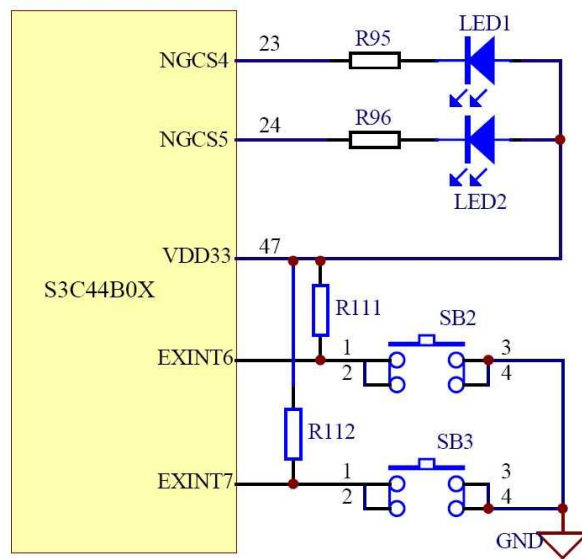 LED1
23
R95
NGCS4
R96
24
NGCS5
LED2
47
VDD33
S3C44B0X
R111
SB2
EXINT6
1
3
2
4
R112
SB3
EXINT7
1
3
2
4
GND